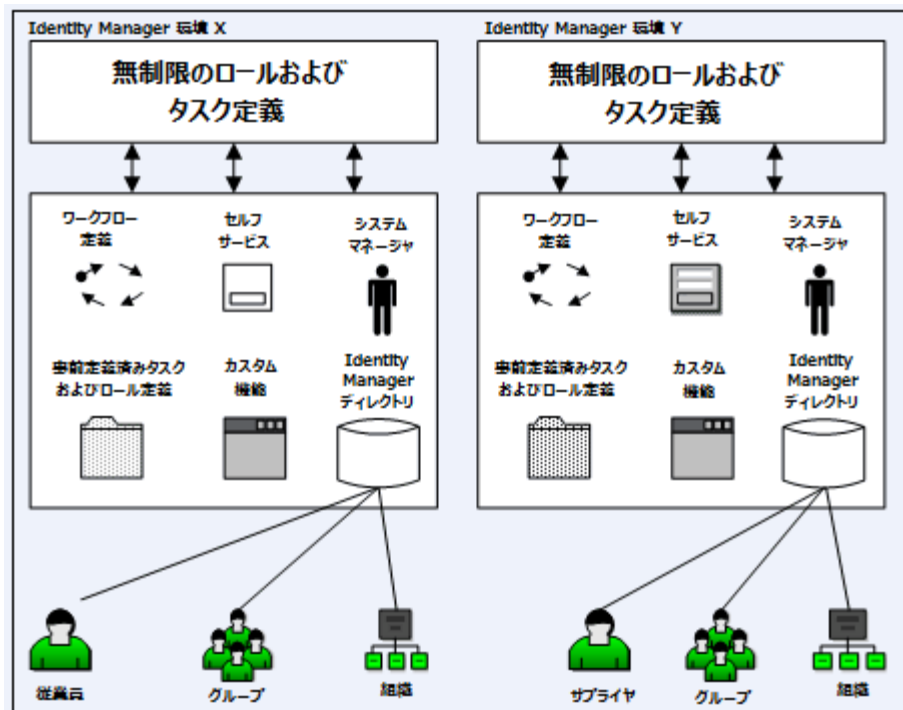 Identity Manager 環境 X
無制限のロールおよび
タスク定義
ワークフロー
定義
セルフ
サービス
システム
マネージャ
事前定義済みタスク
およびロール定義
カスタム
機能
Identity
Manager
ディレクトリ
従業員
グループ
組織
Identity Manager 環境 Y
無制限のロールおよび
タスク定義
ワークフロー
定義
セルフ
サービス
システム
マネージャ
事前定義済みタスク
およびロール定義
カスタム
機能
Identity
Manager
ディレクトリ
サプライヤ
グループ
組織